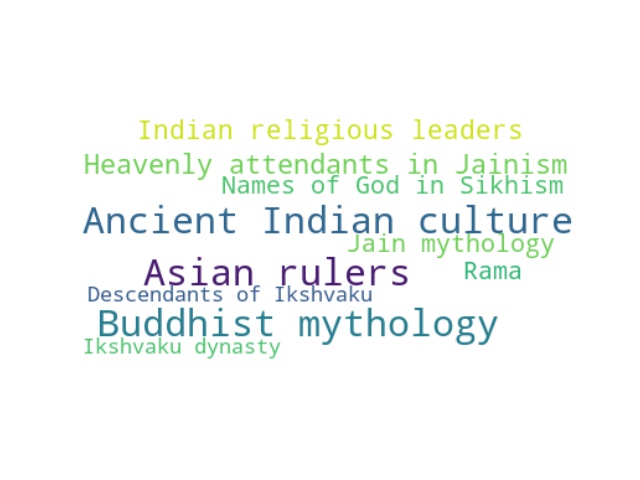 Indian religious leaders
Heavenly attendants in Jainism
Names of God in Sikhism
Ancient Indian culture
Jain mythology
Asian rulers
Rama
Descendants of Ikshvaku
Buddhist mythology
Ikshvaku dynasty